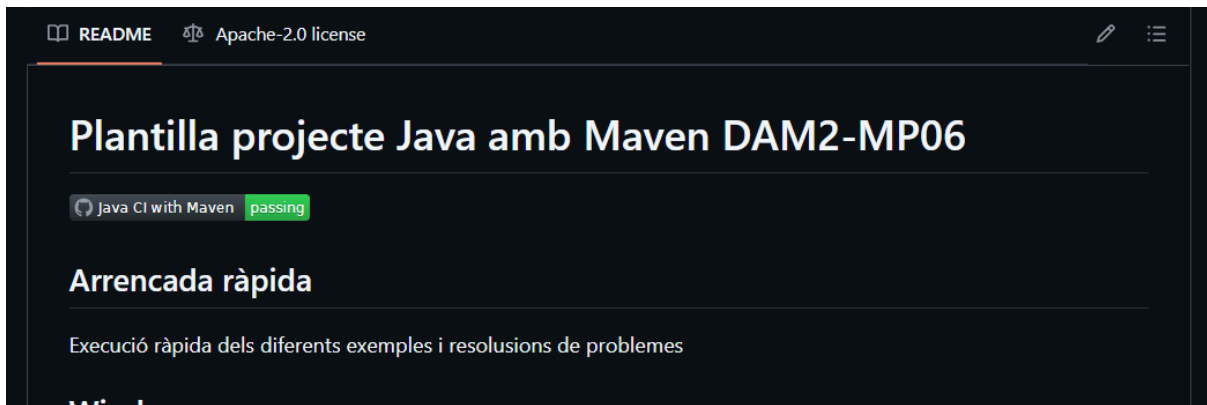 README Apache-2.0 license
Plantilla projecte Java amb Maven DAM2-MP06
Java CI with Maven passing
Arrencada ràpida
Execució ràpida dels diferents exemples i resolusions de problemes